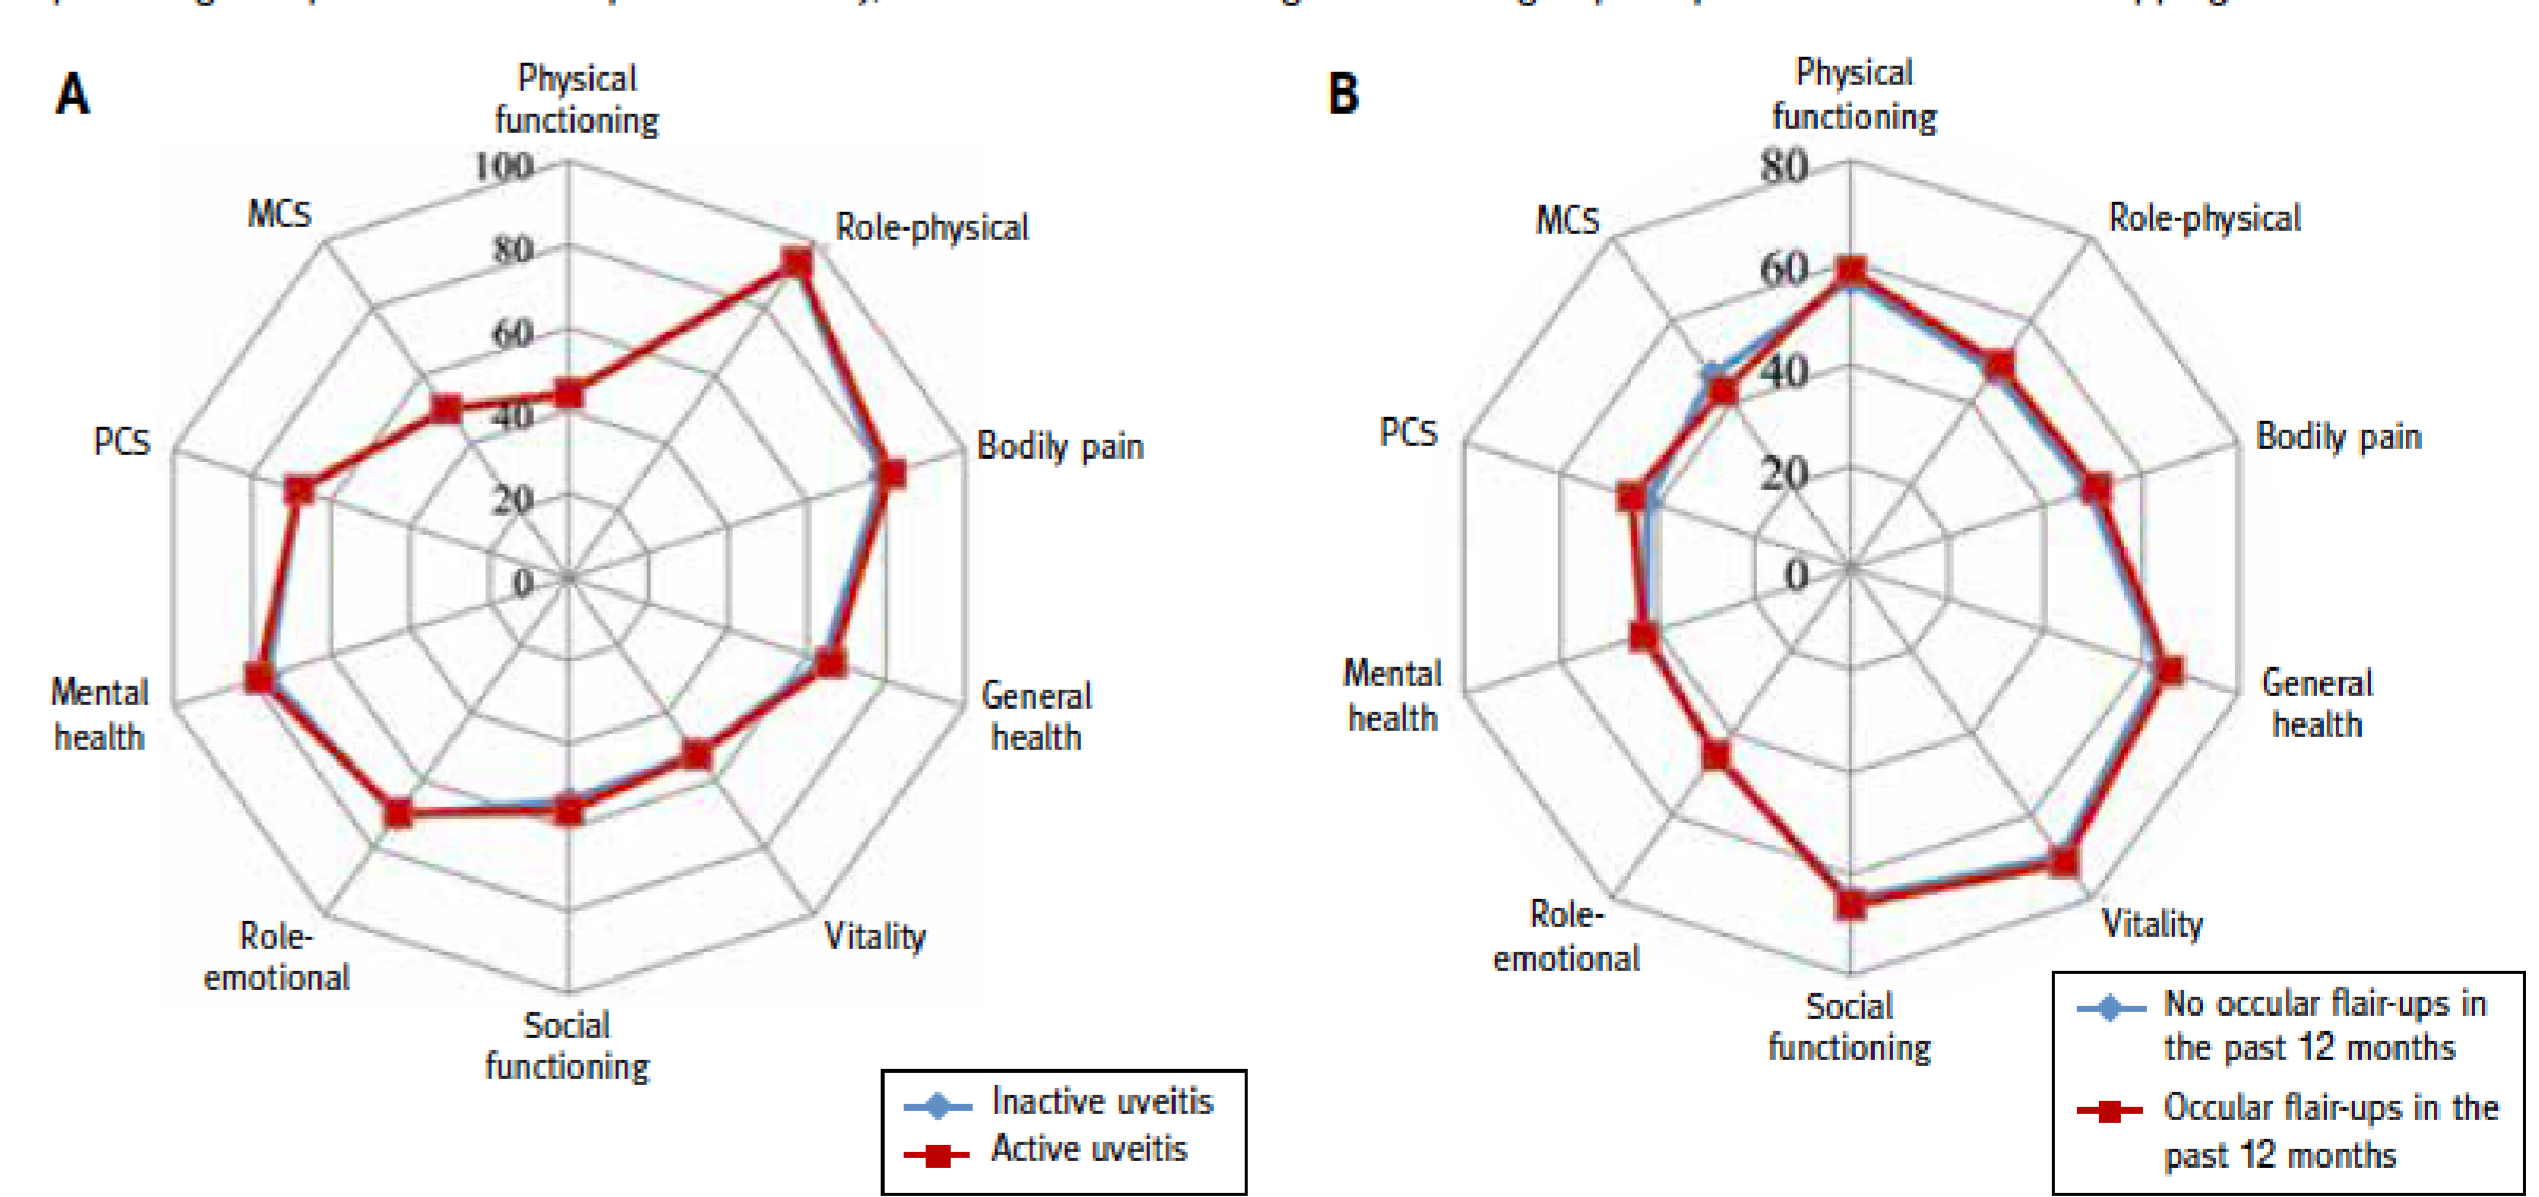 A
Physical
functioning
100
80
60
40
20
0
MCS
Role-physical
PCS
Bodily pain
Mental
health
General
health
Role-
emotional
Vitality
Social
functioning
Inactive uveitis
Active uveitis
B
Physical
functioning
80
60
40
20
0
MCS
Role-physical
PCS
Bodily pain
Mental
health
General
health
Role-
emotional
Vitality
Social
functioning
No occular flair-ups in
the past 12 months
Occular flair-ups in the
past 12 months